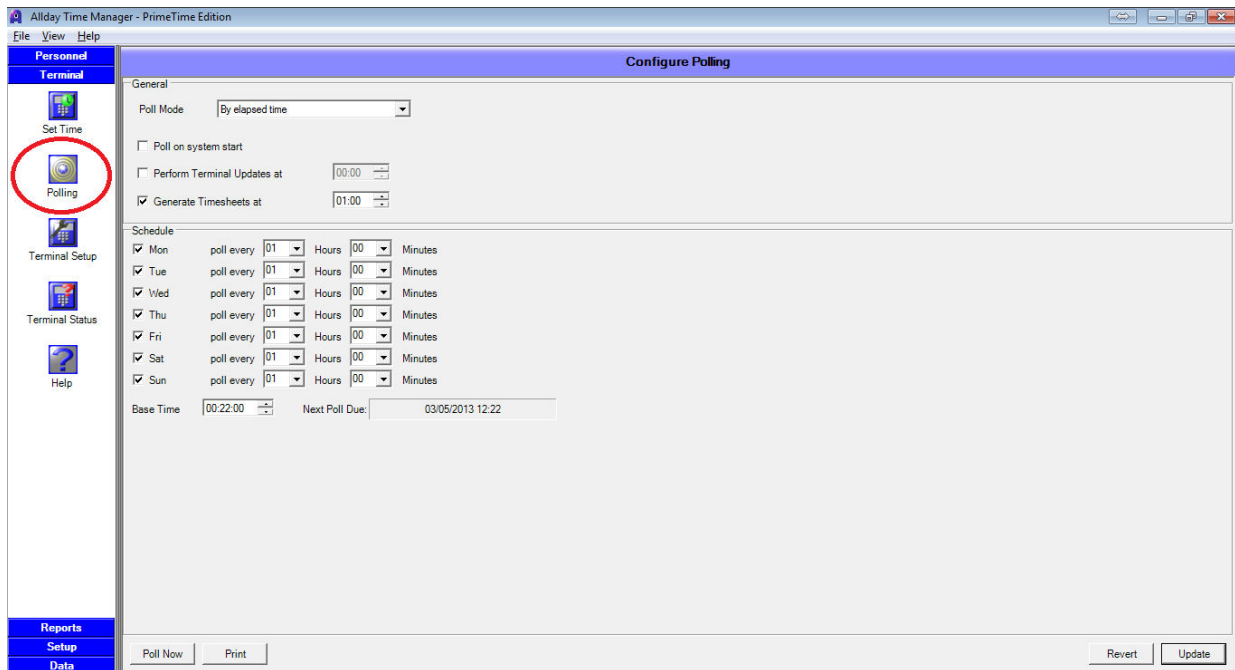 Allday Time Manager - PrimeTime Edition
File View Help
Personnel
Terminal
Set Time
Polling
Terminal Setup
Terminal Status
Help
Reports
Setup
Data
Configure Polling
General
Poll Mode By elapsed time
Poll on system start
Perform Terminal Updates at 00:00
Generate Timesheets at 01:00
Schedule
Mon poll every 01 Hours 00 Minutes
Tue poll every 01 Hours 00 Minutes
Wed poll every 01 Hours 00 Minutes
Thu poll every 01 Hours 00 Minutes
Fri poll every 01 Hours 00 Minutes
Sat poll every 01 Hours 00 Minutes
Sun poll every 01 Hours 00 Minutes
Base Time 00:22:00 Next Poll Due: 03/05/2013 12:22
Poll Now Print Revert Update